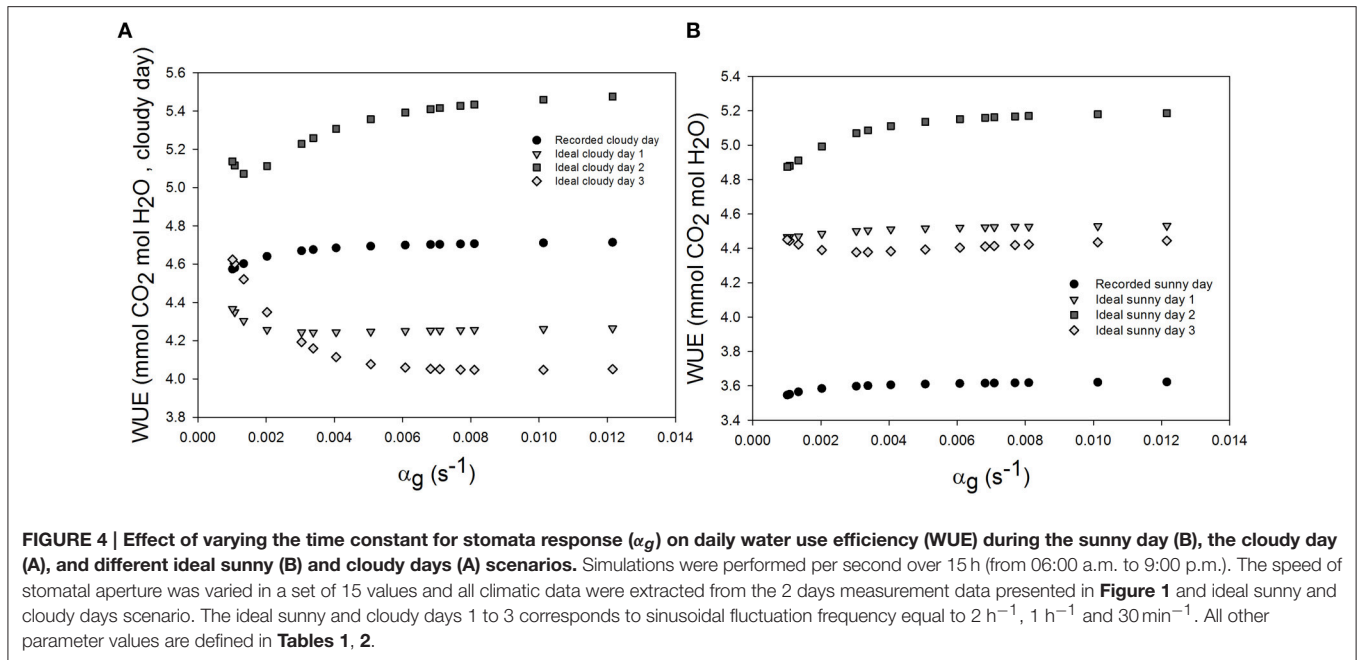 A
WUE (mmol CO2 mol H2O , cloudy day)
5.6
5.4
5.2
5.0
4.8
4.6
4.4
4.2
4.0
3.8
Recorded cloudy day
Ideal cloudy day 1
Ideal cloudy day 2
Ideal cloudy day 3
0.000 0.002 0.004 0.006 0.008 0.010 0.012 0.014
αg (s-1)
B
WUE (mmol CO2 mol H2O)
5.4
5.2
5.0
4.8
4.6
4.4
4.2
4.0
3.8
3.6
3.4
Recorded sunny day
Ideal sunny day 1
Ideal sunny day 2
Ideal sunny day 3
0.000 0.002 0.004 0.006 0.008 0.010 0.012 0.014
αg (s-1)
FIGURE 4 | Effect of varying the time constant for stomata response (αg) on daily water use efficiency (WUE) during the sunny day (B), the cloudy day
(A), and different ideal sunny (B) and cloudy days (A) scenarios. Simulations were performed per second over 15 h (from 06:00 a.m. to 9:00 p.m.). The speed of
stomatal aperture was varied in a set of 15 values and all climatic data were extracted from the 2 days measurement data presented in Figure 1 and ideal sunny and
cloudy days scenario. The ideal sunny and cloudy days 1 to 3 corresponds to sinusoidal fluctuation frequency equal to 2 h−1, 1 h−1 and 30 min−1. All other
parameter values are defined in Tables 1, 2.